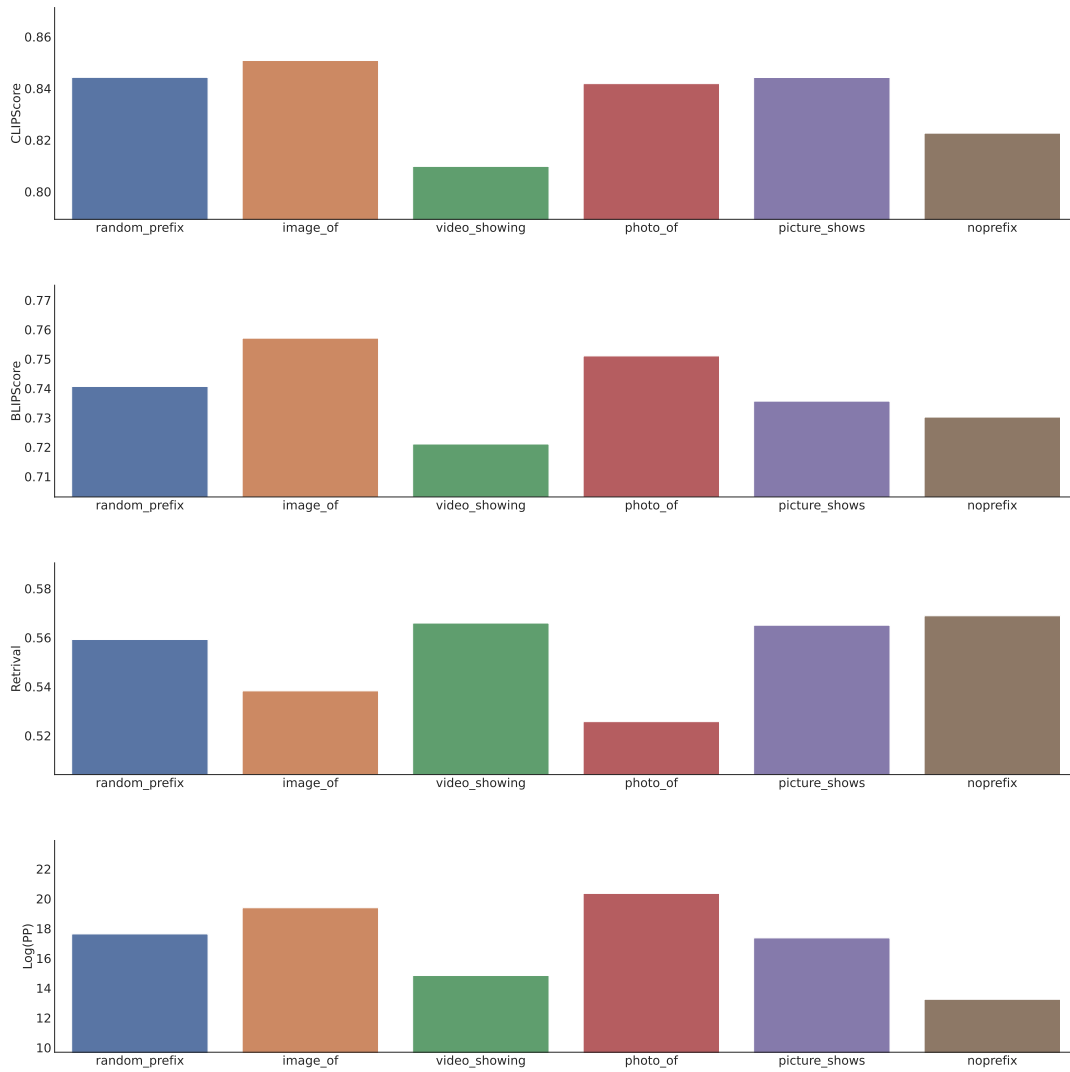 CLIPScore
0.86
0.84
0.82
0.80
random_prefix image_of video_showing photo_of picture_shows noprefix
BLIPScore
0.77
0.76
0.75
0.74
0.73
0.72
0.71
random_prefix image_of video_showing photo_of picture_shows noprefix
Retrival
0.58
0.56
0.54
0.52
random_prefix image_of video_showing photo_of picture_shows noprefix
Log(PP)
22
20
18
16
14
12
10
random_prefix image_of video_showing photo_of picture_shows noprefix